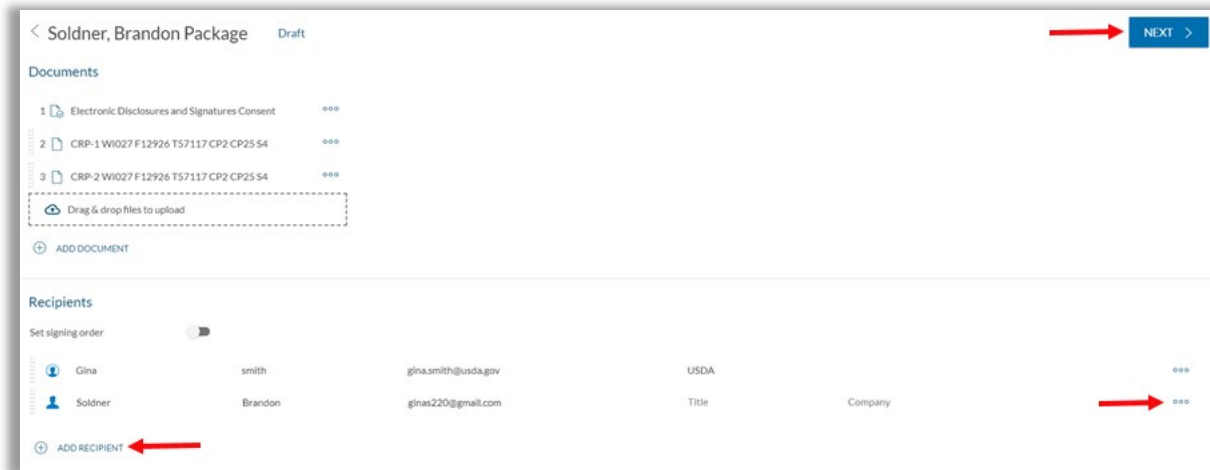 Soldner, Brandon Package Draft NEXT
Documents
1 Electronic Disclosures and Signatures Consent
2 CRP-1 WI027 F12926 T57117 CP2 CP25 S4
3 CRP-2 WI027 F12926 T57117 CP2 CP25 S4
Drag & drop files to upload
ADD DOCUMENT
Recipients
Set signing order
Gina smith gina.smith@usda.gov USDA
Soldner Brandon ginas220@gmail.com Title Company
ADD RECIPIENT